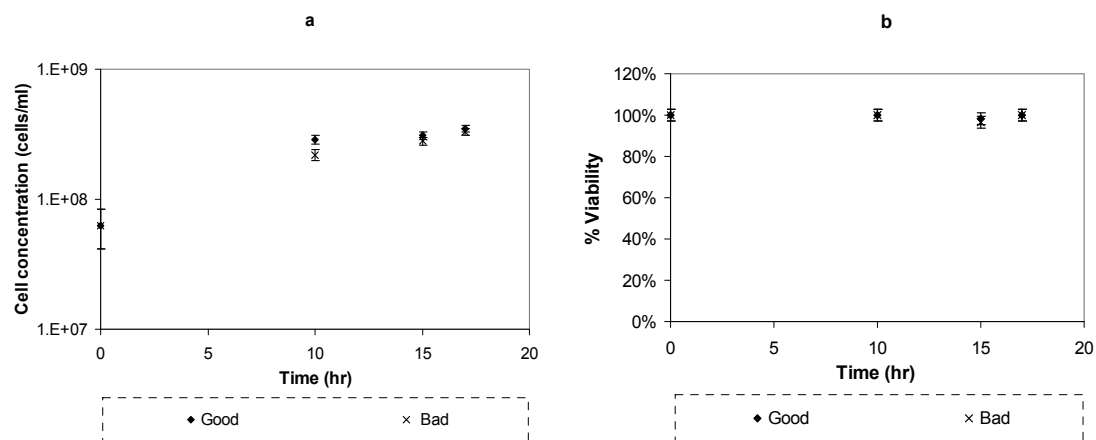 a
Cell concentration (cells/ml)
1.E+09
1.E+08
1.E+07
0
5
10
15
20
Time (hr)
Good
Bad
b
% Viability
120%
100%
80%
60%
40%
20%
0%
0
5
10
15
20
Time (hr)
Good
Bad